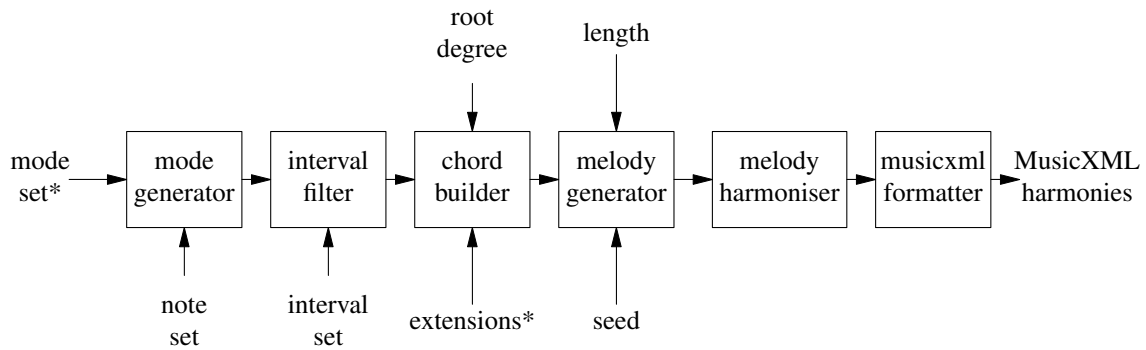 root
degree
length
mode
set*
mode
generator
interval
filter
chord
builder
melody
generator
melody
harmoniser
musicxml
formatter
MusicXML
harmonies
note
set
interval
set
extensions*
seed